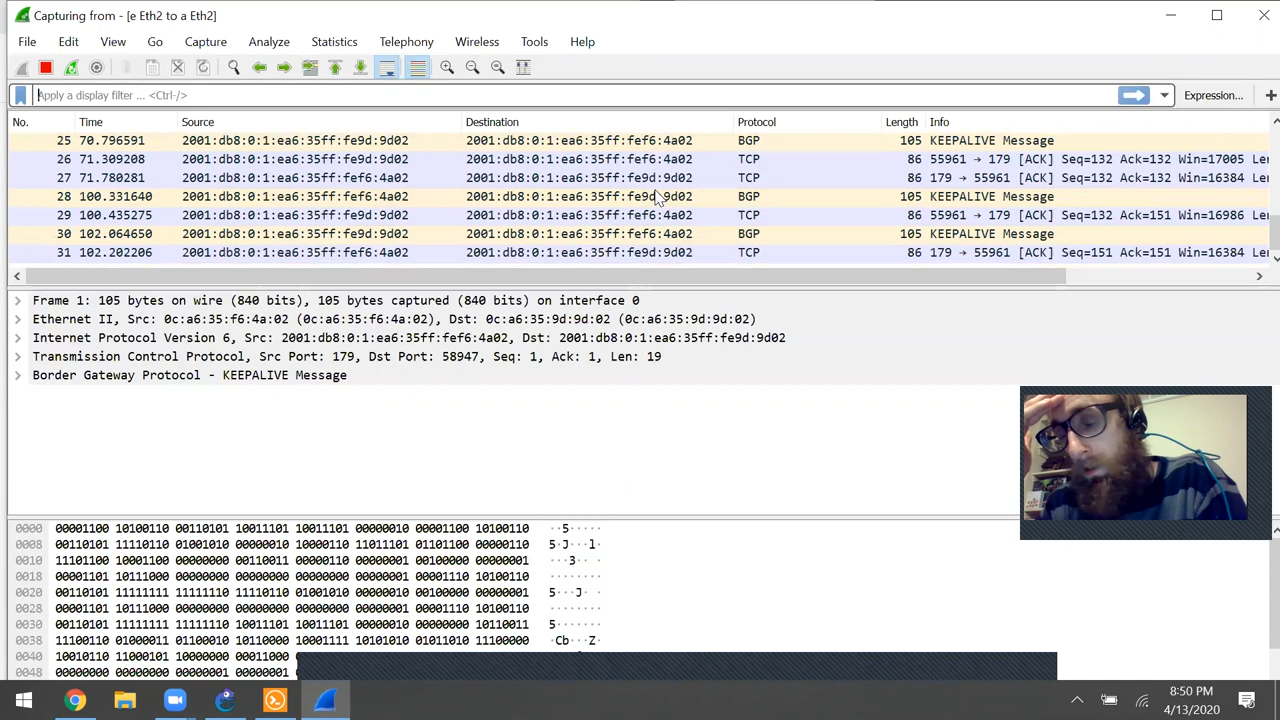 Capturing from - [e Eth2 to a Eth2]
File Edit View Go Capture Analyze Statistics Telephony Wireless Tools Help
Apply a display filter ... <Ctrl-/> Expression... +
No. Time Source Destination Protocol Length Info
25 70.796591 2001:db8:0:1:ea6:35ff:fe9d:9d02 2001:db8:0:1:ea6:35ff:fef6:4a02 BGP 105 KEEPALIVE Message
26 71.309208 2001:db8:0:1:ea6:35ff:fe9d:9d02 2001:db8:0:1:ea6:35ff:fef6:4a02 TCP 86 55961 → 179 [ACK] Seq=132 Ack=132 Win=17005 Le
27 71.780281 2001:db8:0:1:ea6:35ff:fef6:4a02 2001:db8:0:1:ea6:35ff:fe9d:9d02 TCP 86 179 → 55961 [ACK] Seq=132 Ack=151 Win=16384 Le
28 100.331640 2001:db8:0:1:ea6:35ff:fef6:4a02 2001:db8:0:1:ea6:35ff:fe9d:9d02 BGP 105 KEEPALIVE Message
29 100.435275 2001:db8:0:1:ea6:35ff:fe9d:9d02 2001:db8:0:1:ea6:35ff:fef6:4a02 TCP 86 55961 → 179 [ACK] Seq=132 Ack=151 Win=16986 Le
30 102.064650 2001:db8:0:1:ea6:35ff:fe9d:9d02 2001:db8:0:1:ea6:35ff:fef6:4a02 BGP 105 KEEPALIVE Message
31 102.202206 2001:db8:0:1:ea6:35ff:fef6:4a02 2001:db8:0:1:ea6:35ff:fe9d:9d02 TCP 86 179 → 55961 [ACK] Seq=151 Ack=151 Win=16384 Le
Frame 1: 105 bytes on wire (840 bits), 105 bytes captured (840 bits) on interface 0
Ethernet II, Src: 0c:a6:35:f6:4a:02 (0c:a6:35:f6:4a:02), Dst: 0c:a6:35:9d:9d:02 (0c:a6:35:9d:9d:02)
Internet Protocol Version 6, Src: 2001:db8:0:1:ea6:35ff:fef6:4a02, Dst: 2001:db8:0:1:ea6:35ff:fe9d:9d02
Transmission Control Protocol, Src Port: 179, Dst Port: 58947, Seq: 1, Ack: 1, Len: 19
Border Gateway Protocol - KEEPALIVE Message
0000 00001100 10100110 00110101 10011101 10011101 00000010 00001100 10100110 ··5·····
0008 00110101 11110110 01001010 00000010 10000110 11011101 01101100 00000110 5·J···l·
0010 11101100 10001100 00000000 00110011 00000110 00000001 00100000 00000001 ···3····
0018 00001101 10111000 00000000 00000000 00000000 00000001 00001110 10100110 ········
0020 00110101 11111111 11111110 11110110 01001010 00000010 00100000 00000001 5···J· ·
0028 00001101 10111000 00000000 00000000 00000000 00000001 00001110 10100110 ········
0030 00110101 11111111 11111110 10011101 10011101 00000010 00000000 10110011 5·······
0038 11100110 01000011 01100010 10110000 10001111 10101010 01011010 11100000 ·Cb···Z·
0040 10010110 11000101 10000000 00011000
0048 00000000 00000000 00000001 00000001
8:50 PM
4/13/2020